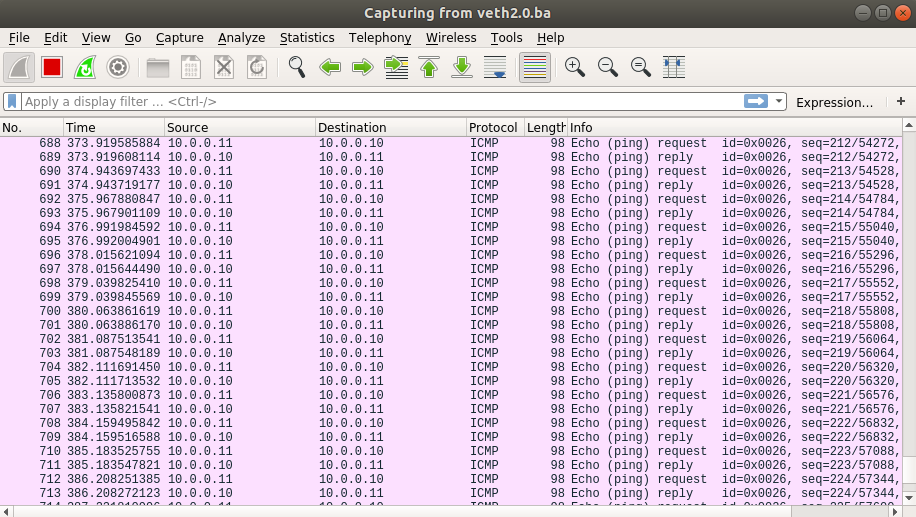 Capturing from veth2.0.ba
File Edit View Go Capture Analyze Statistics Telephony Wireless Tools Help
Apply a display filter … <Ctrl-/> Expression… +
No. Time Source Destination Protocol Length Info
688 373.919585884 10.0.0.11 10.0.0.10 ICMP 98 Echo (ping) request id=0x0026, seq=212/54272,
689 373.919608114 10.0.0.10 10.0.0.11 ICMP 98 Echo (ping) reply id=0x0026, seq=212/54272,
690 374.943697433 10.0.0.11 10.0.0.10 ICMP 98 Echo (ping) request id=0x0026, seq=213/54528,
691 374.943719177 10.0.0.10 10.0.0.11 ICMP 98 Echo (ping) reply id=0x0026, seq=213/54528,
692 375.967880847 10.0.0.11 10.0.0.10 ICMP 98 Echo (ping) request id=0x0026, seq=214/54784,
693 375.967901109 10.0.0.10 10.0.0.11 ICMP 98 Echo (ping) reply id=0x0026, seq=214/54784,
694 376.991984592 10.0.0.11 10.0.0.10 ICMP 98 Echo (ping) request id=0x0026, seq=215/55040,
695 376.992004901 10.0.0.10 10.0.0.11 ICMP 98 Echo (ping) reply id=0x0026, seq=215/55040,
696 378.015621094 10.0.0.11 10.0.0.10 ICMP 98 Echo (ping) request id=0x0026, seq=216/55296,
697 378.015644490 10.0.0.10 10.0.0.11 ICMP 98 Echo (ping) reply id=0x0026, seq=216/55296,
698 379.039825410 10.0.0.11 10.0.0.10 ICMP 98 Echo (ping) request id=0x0026, seq=217/55552,
699 379.039845569 10.0.0.10 10.0.0.11 ICMP 98 Echo (ping) reply id=0x0026, seq=217/55552,
700 380.063861619 10.0.0.11 10.0.0.10 ICMP 98 Echo (ping) request id=0x0026, seq=218/55808,
701 380.063886170 10.0.0.10 10.0.0.11 ICMP 98 Echo (ping) reply id=0x0026, seq=218/55808,
702 381.087513541 10.0.0.11 10.0.0.10 ICMP 98 Echo (ping) request id=0x0026, seq=219/56064,
703 381.087548189 10.0.0.10 10.0.0.11 ICMP 98 Echo (ping) reply id=0x0026, seq=219/56064,
704 382.111691450 10.0.0.11 10.0.0.10 ICMP 98 Echo (ping) request id=0x0026, seq=220/56320,
705 382.111713532 10.0.0.10 10.0.0.11 ICMP 98 Echo (ping) reply id=0x0026, seq=220/56320,
706 383.135800873 10.0.0.11 10.0.0.10 ICMP 98 Echo (ping) request id=0x0026, seq=221/56576,
707 383.135821541 10.0.0.10 10.0.0.11 ICMP 98 Echo (ping) reply id=0x0026, seq=221/56576,
708 384.159495842 10.0.0.11 10.0.0.10 ICMP 98 Echo (ping) request id=0x0026, seq=222/56832,
709 384.159516588 10.0.0.10 10.0.0.11 ICMP 98 Echo (ping) reply id=0x0026, seq=222/56832,
710 385.183525755 10.0.0.11 10.0.0.10 ICMP 98 Echo (ping) request id=0x0026, seq=223/57088,
711 385.183547821 10.0.0.10 10.0.0.11 ICMP 98 Echo (ping) reply id=0x0026, seq=223/57088,
712 386.208251385 10.0.0.11 10.0.0.10 ICMP 98 Echo (ping) request id=0x0026, seq=224/57344,
713 386.208272123 10.0.0.10 10.0.0.11 ICMP 98 Echo (ping) reply id=0x0026, seq=224/57344,